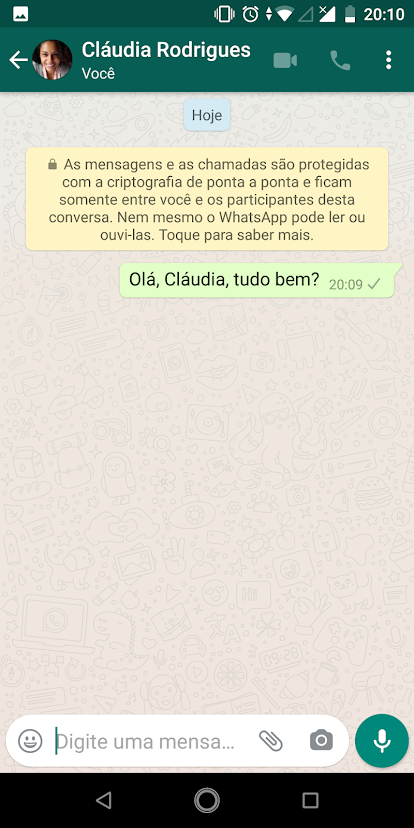 20:10
Cláudia Rodrigues
Você
Hoje
As mensagens e as chamadas são protegidas
com a criptografia de ponta a ponta e ficam
somente entre você e os participantes desta
conversa. Nem mesmo o WhatsApp pode ler ou
ouvi-las. Toque para saber mais.
Olá, Cláudia, tudo bem? 20:09
Digite uma mensa...